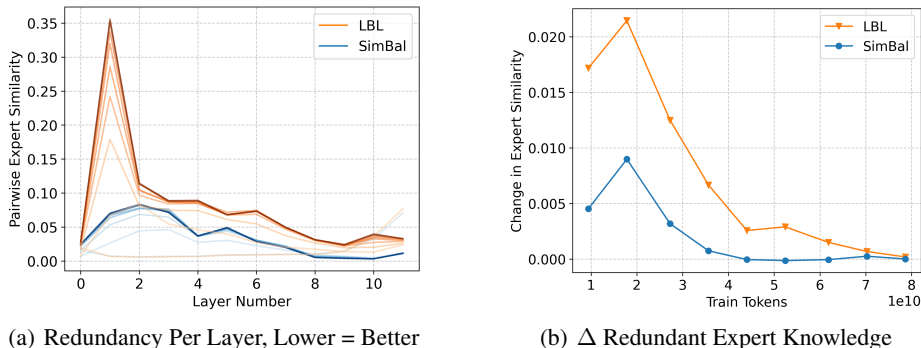 Pairwise Expert Similarity
0.35
0.30
0.25
0.20
0.15
0.10
0.05
0.00
0 2 4 6 8 10
Layer Number
LBL
SimBal
(a) Redundancy Per Layer, Lower = Better
Change in Expert Similarity
0.020
0.015
0.010
0.005
0.000
1 2 3 4 5 6 7 8
1e10
Train Tokens
LBL
SimBal
(b) Δ Redundant Expert Knowledge